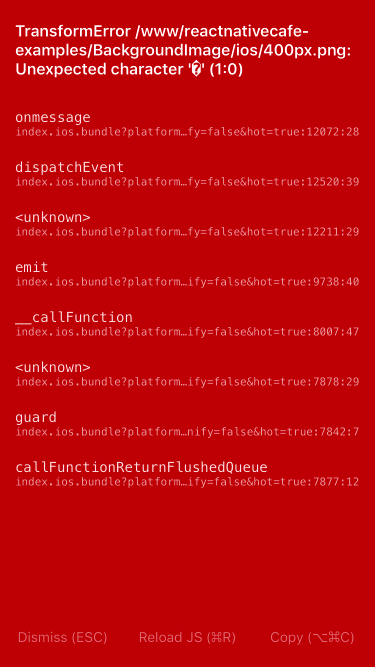 TransformError /www/reactnativecafe-
examples/BackgroundImage/ios/400px.png:
Unexpected character '�' (1:0)
onmessage
index.ios.bundle?platform…fy=false&hot=true:12072:28
dispatchEvent
index.ios.bundle?platform…fy=false&hot=true:12520:39
<unknown>
index.ios.bundle?platform…fy=false&hot=true:12211:29
emit
index.ios.bundle?platform…ify=false&hot=true:9738:40
__callFunction
index.ios.bundle?platform…ify=false&hot=true:8007:47
<unknown>
index.ios.bundle?platform…ify=false&hot=true:7878:29
guard
index.ios.bundle?platform…nify=false&hot=true:7842:7
callFunctionReturnFlushedQueue
index.ios.bundle?platform…ify=false&hot=true:7877:12
Dismiss (ESC) Reload JS (⌘R) Copy (⌥⌘C)